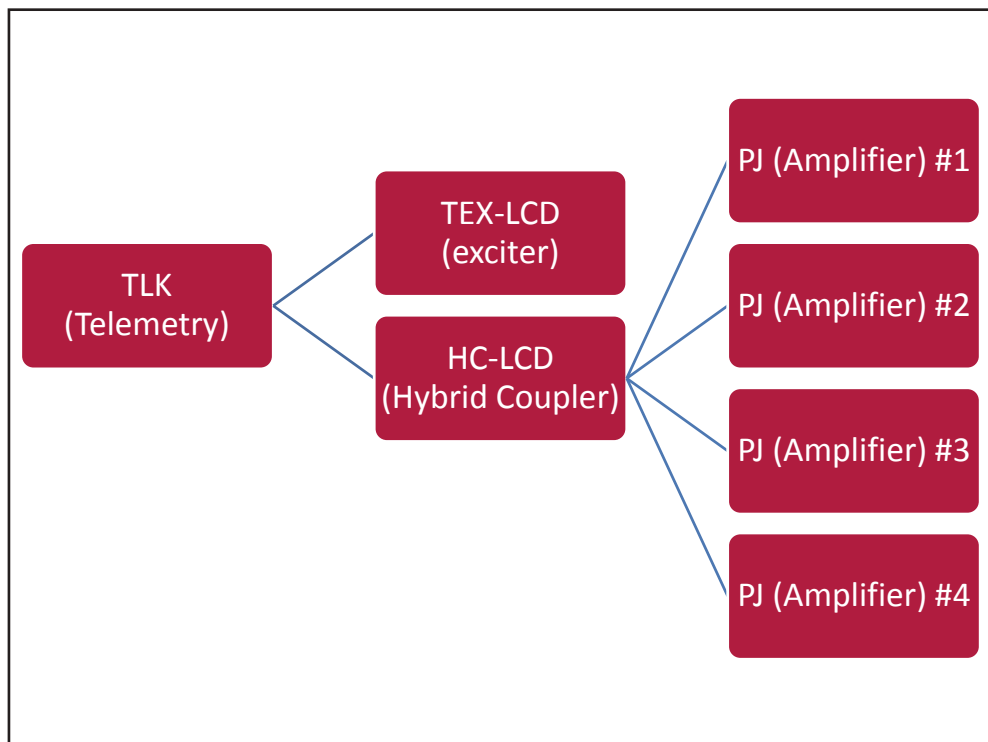 TLK
(Telemetry)
TEX-LCD
(exciter)
HC-LCD
(Hybrid Coupler)
PJ (Amplifier) #1
PJ (Amplifier) #2
PJ (Amplifier) #3
PJ (Amplifier) #4